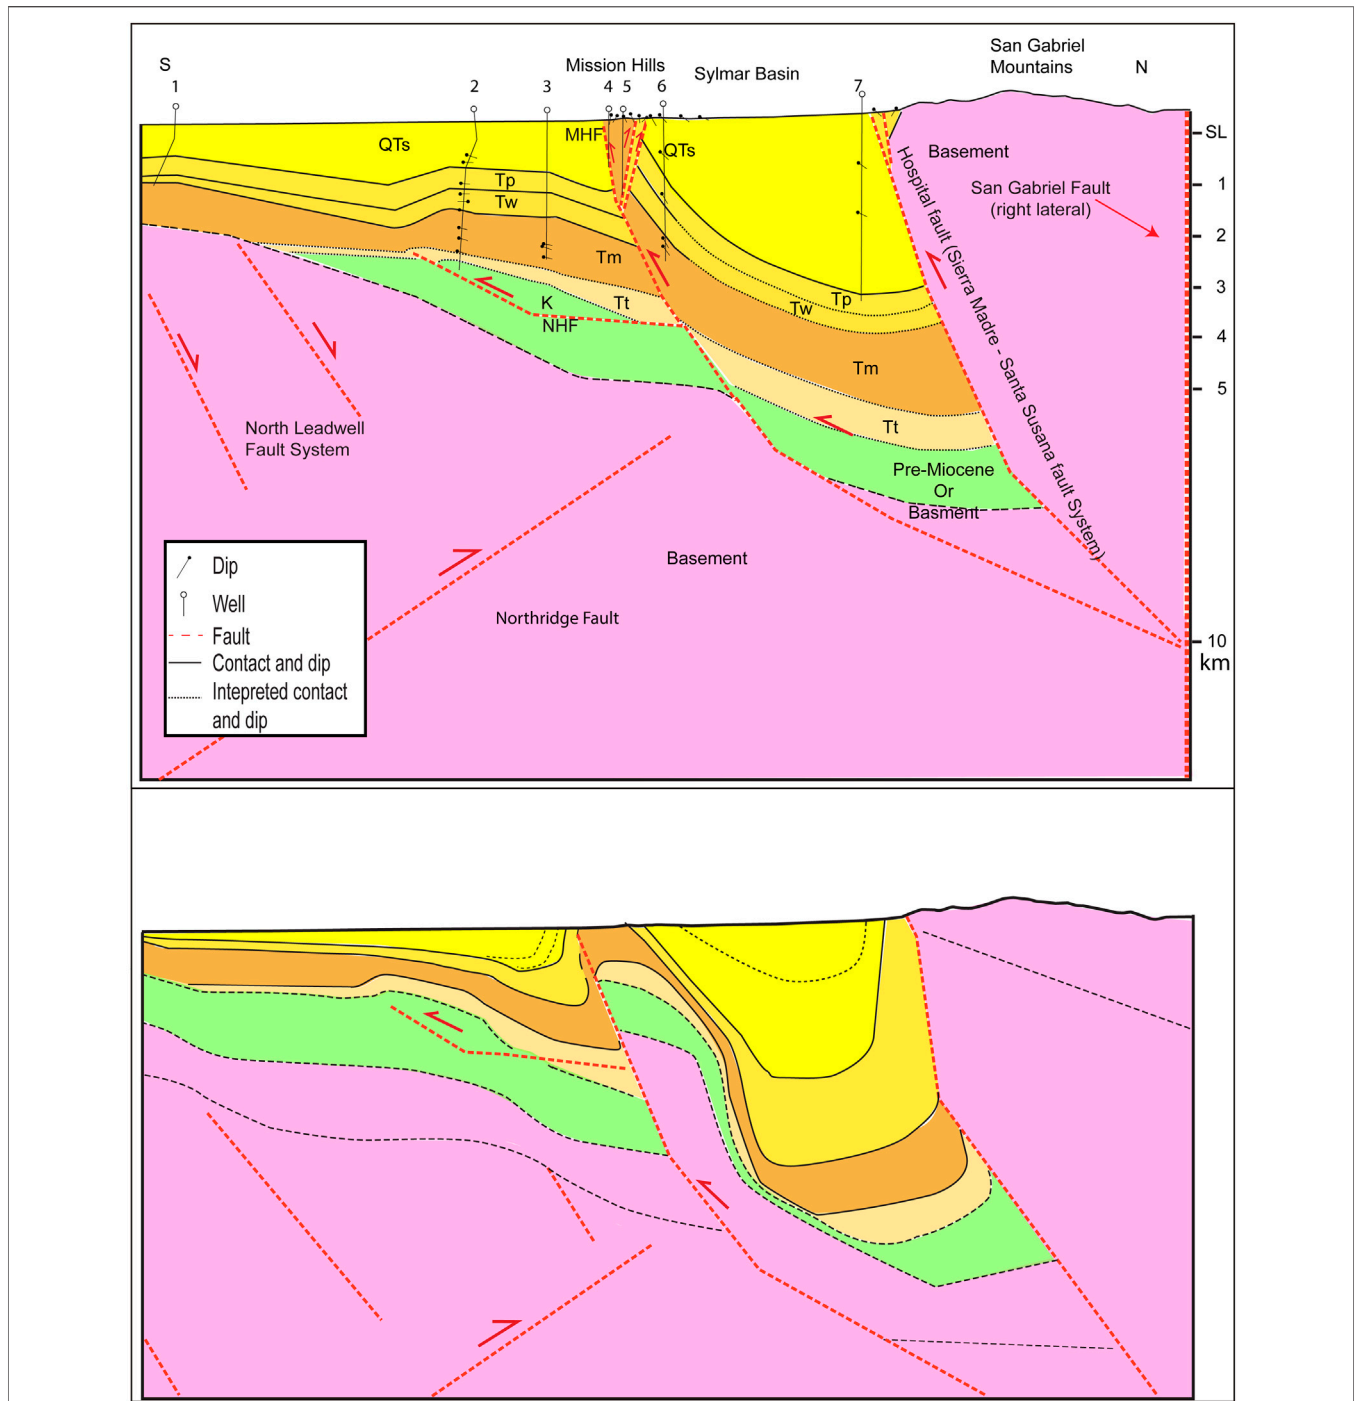 San Gabriel
Mountains
S
Mission Hills
Sylmar Basin
N
1
2
3
4
5
6
7
MHF
SL
QTs
QTs
Basement
San Gabriel Fault
(right lateral)
Tp
Tw
1
2
Tm
Hospital fault (Sierra Madre - Santa Susana fault System)
3
K
Tt
Tw
Tp
NHF
4
Tm
5
North Leadwell
Fault System
Tt
Pre-Miocene
Or
Basment
Basement
Dip
Well
Northridge Fault
Fault
10
km
Contact and dip
Intepreted contact
and dip